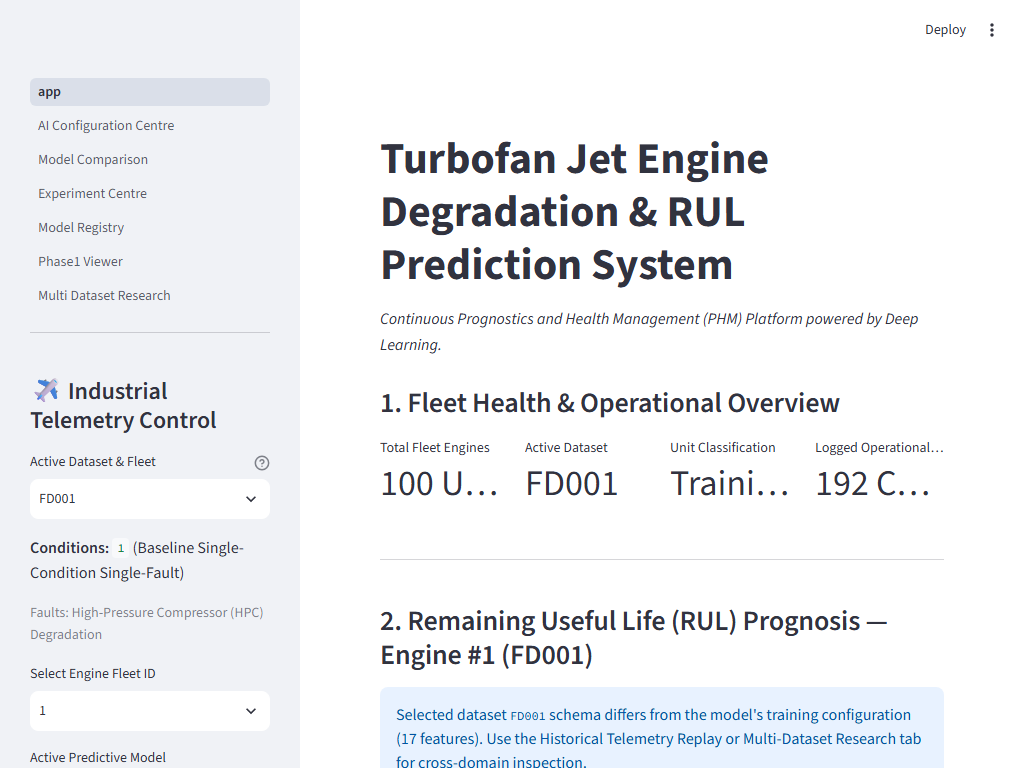 Deploy
app
AI Configuration Centre
Model Comparison
Experiment Centre
Model Registry
Phase1 Viewer
Multi Dataset Research
Industrial
Telemetry Control
Active Dataset & Fleet
FD001
Conditions: 1 (Baseline Single-
Condition Single-Fault)
Faults: High-Pressure Compressor (HPC)
Degradation
Select Engine Fleet ID
1
Active Predictive Model
Turbofan Jet Engine
Degradation & RUL
Prediction System
Continuous Prognostics and Health Management (PHM) Platform powered by Deep
Learning.
1. Fleet Health & Operational Overview
Total Fleet Engines
100 U…
Active Dataset
FD001
Unit Classification
Traini…
Logged Operational…
192 C…
2. Remaining Useful Life (RUL) Prognosis —
Engine #1 (FD001)
Selected dataset FD001 schema differs from the model's training configuration
(17 features). Use the Historical Telemetry Replay or Multi-Dataset Research tab
for cross-domain inspection.